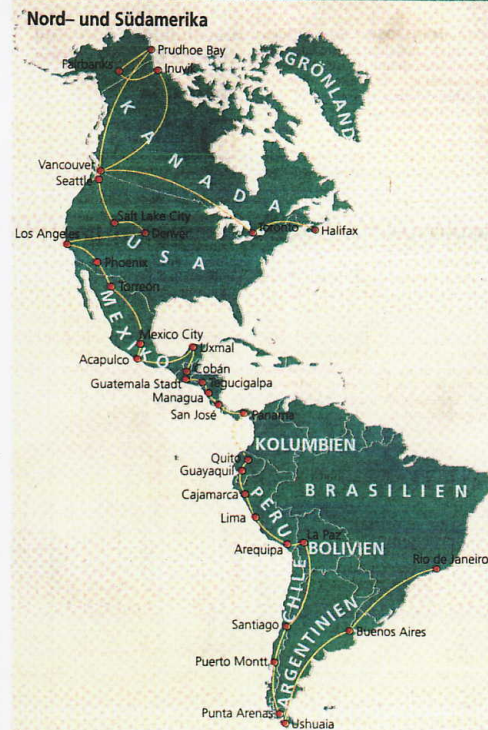 Nord– und Südamerika
Prudhoe Bay
Fairbanks
Inuvik
GRÖNLAND
KANADA
Vancouver
Seattle
Salt Lake City
Toronto
Halifax
Los Angeles
Denver
USA
Phoenix
Torreón
MEXIKO
Mexico City
Uxmal
Acapulco
Cobán
Guatemala Stadt
Tegucigalpa
Managua
San José
Panama
KOLUMBIEN
Quito
Guayaquil
Cajamarca
PERU
BRASILIEN
Lima
La Paz
Arequipa
BOLIVIEN
Rio de Janeiro
CHILE
Santiago
Buenos Aires
ARGENTINIEN
Puerto Montt
Punta Arenas
Ushuaia